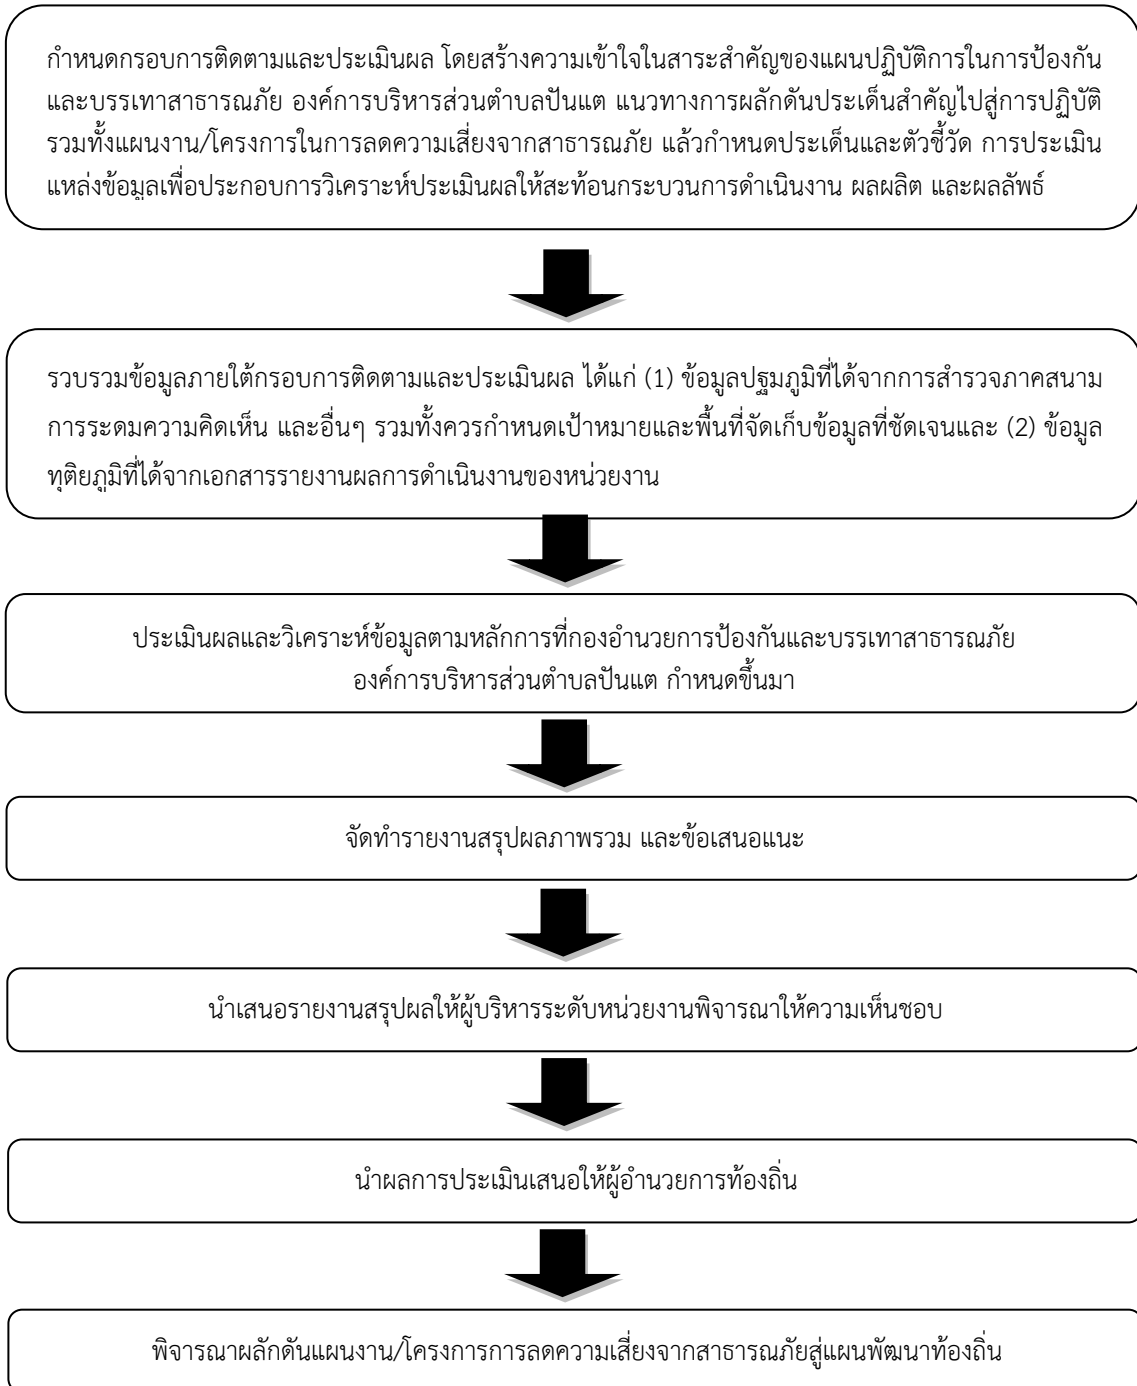 กำหนดกรอบการติดตามและประเมินผล โดยสร้างความเข้าใจในสาระสำคัญของแผนปฏิบัติการในการป้องกัน
และบรรเทาสาธารณภัย องค์การบริหารส่วนตำบลปันแต แนวทางการผลักดันประเด็นสำคัญไปสู่การปฏิบัติ
รวมทั้งแผนงาน/โครงการในการลดความเสี่ยงจากสาธารณภัย แล้วกำหนดประเด็นและตัวชี้วัด การประเมิน
แหล่งข้อมูลเพื่อประกอบการวิเคราะห์ประเมินผลให้สะท้อนกระบวนการดำเนินงาน ผลผลิต และผลลัพธ์
รวบรวมข้อมูลภายใต้กรอบการติดตามและประเมินผล ได้แก่ (1) ข้อมูลปฐมภูมิที่ได้จากการสำรวจภาคสนาม
การระดมความคิดเห็น และอื่นๆ รวมทั้งควรกำหนดเป้าหมายและพื้นที่จัดเก็บข้อมูลที่ชัดเจนและ (2) ข้อมูล
ทุติยภูมิที่ได้จากเอกสารรายงานผลการดำเนินงานของหน่วยงาน
ประเมินผลและวิเคราะห์ข้อมูลตามหลักการที่กองอำนวยการป้องกันและบรรเทาสาธารณภัย
องค์การบริหารส่วนตำบลปันแต กำหนดขึ้นมา
จัดทำรายงานสรุปผลภาพรวม และข้อเสนอแนะ
นำเสนอรายงานสรุปผลให้ผู้บริหารระดับหน่วยงานพิจารณาให้ความเห็นชอบ
นำผลการประเมินเสนอให้ผู้อำนวยการท้องถิ่น
พิจารณาผลักดันแผนงาน/โครงการการลดความเสี่ยงจากสาธารณภัยสู่แผนพัฒนาท้องถิ่น